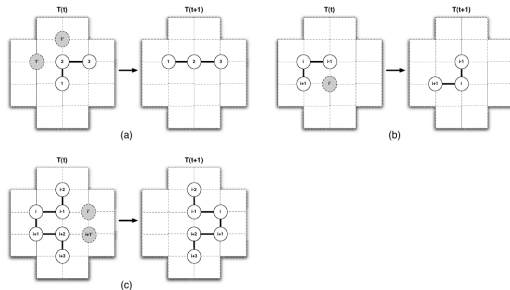 T(t) T(t+1) T(t) T(t+1)
1'
1' 2 3 1 2 3 i i-1 i-1
1 i+1 i' i+1 i
(a) (b)
T(t) T(t+1)
i-2 i-2
i i-1 i' i-1 i
i+1 i+2 i+1' i+2 i+1
i+3 i+3
(c)